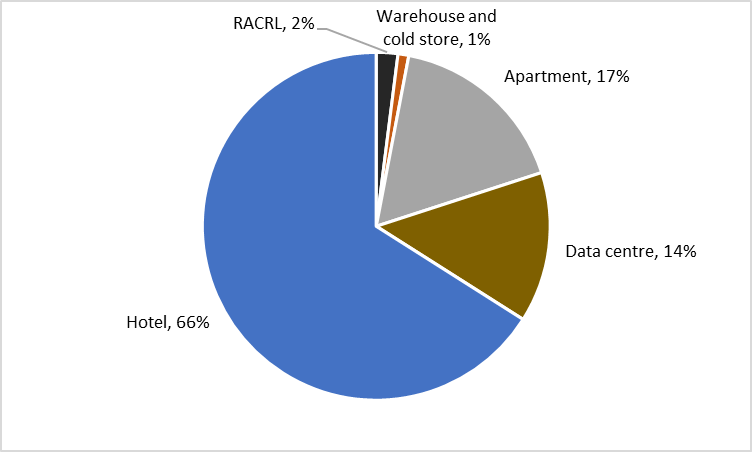 RACRL, 2%
Warehouse and
cold store, 1%
Apartment, 17%
Data centre, 14%
Hotel, 66%